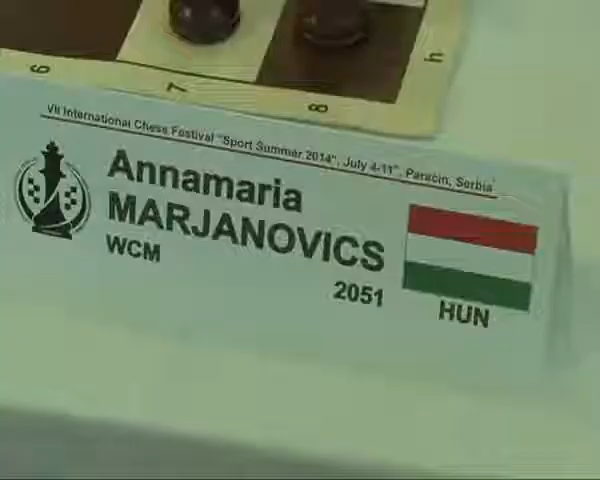 6
7
8
h
VII International Chess Festival "Sport Summer 2014", July 4-11", Paracin, Serbia
Annamaria
MARJANOVICS
WCM
2051
HUN